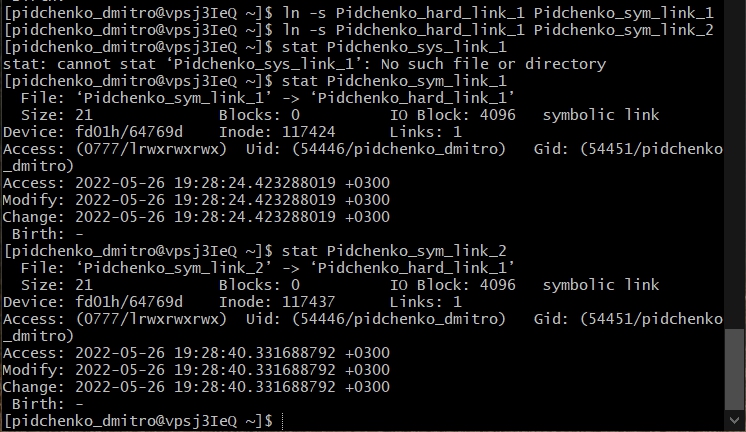 [pidchenko_dmitro@vpsj3IeQ ~]$ ln -s Pidchenko_hard_link_1 Pidchenko_sym_link_1
[pidchenko_dmitro@vpsj3IeQ ~]$ ln -s Pidchenko_hard_link_1 Pidchenko_sym_link_2
[pidchenko_dmitro@vpsj3IeQ ~]$ stat Pidchenko_sys_link_1
stat: cannot stat ‘Pidchenko_sys_link_1’: No such file or directory
[pidchenko_dmitro@vpsj3IeQ ~]$ stat Pidchenko_sym_link_1
  File: ‘Pidchenko_sym_link_1’ -> ‘Pidchenko_hard_link_1’
  Size: 21              Blocks: 0          IO Block: 4096   symbolic link
Device: fd01h/64769d    Inode: 117424      Links: 1
Access: (0777/lrwxrwxrwx)  Uid: (54446/pidchenko_dmitro)   Gid: (54451/pidchenko
_dmitro)
Access: 2022-05-26 19:28:24.423288019 +0300
Modify: 2022-05-26 19:28:24.423288019 +0300
Change: 2022-05-26 19:28:24.423288019 +0300
 Birth: -
[pidchenko_dmitro@vpsj3IeQ ~]$ stat Pidchenko_sym_link_2
  File: ‘Pidchenko_sym_link_2’ -> ‘Pidchenko_hard_link_1’
  Size: 21              Blocks: 0          IO Block: 4096   symbolic link
Device: fd01h/64769d    Inode: 117437      Links: 1
Access: (0777/lrwxrwxrwx)  Uid: (54446/pidchenko_dmitro)   Gid: (54451/pidchenko
_dmitro)
Access: 2022-05-26 19:28:40.331688792 +0300
Modify: 2022-05-26 19:28:40.331688792 +0300
Change: 2022-05-26 19:28:40.331688792 +0300
 Birth: -
[pidchenko_dmitro@vpsj3IeQ ~]$